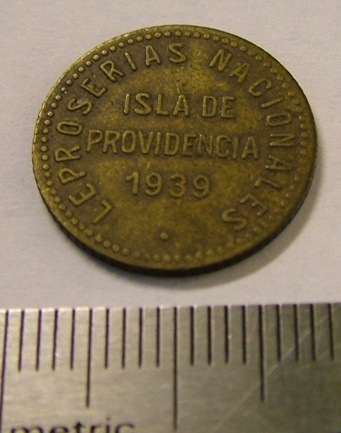 LEPROSERIAS NACIONALES
ISLA DE
PROVIDENCIA
1939
metric